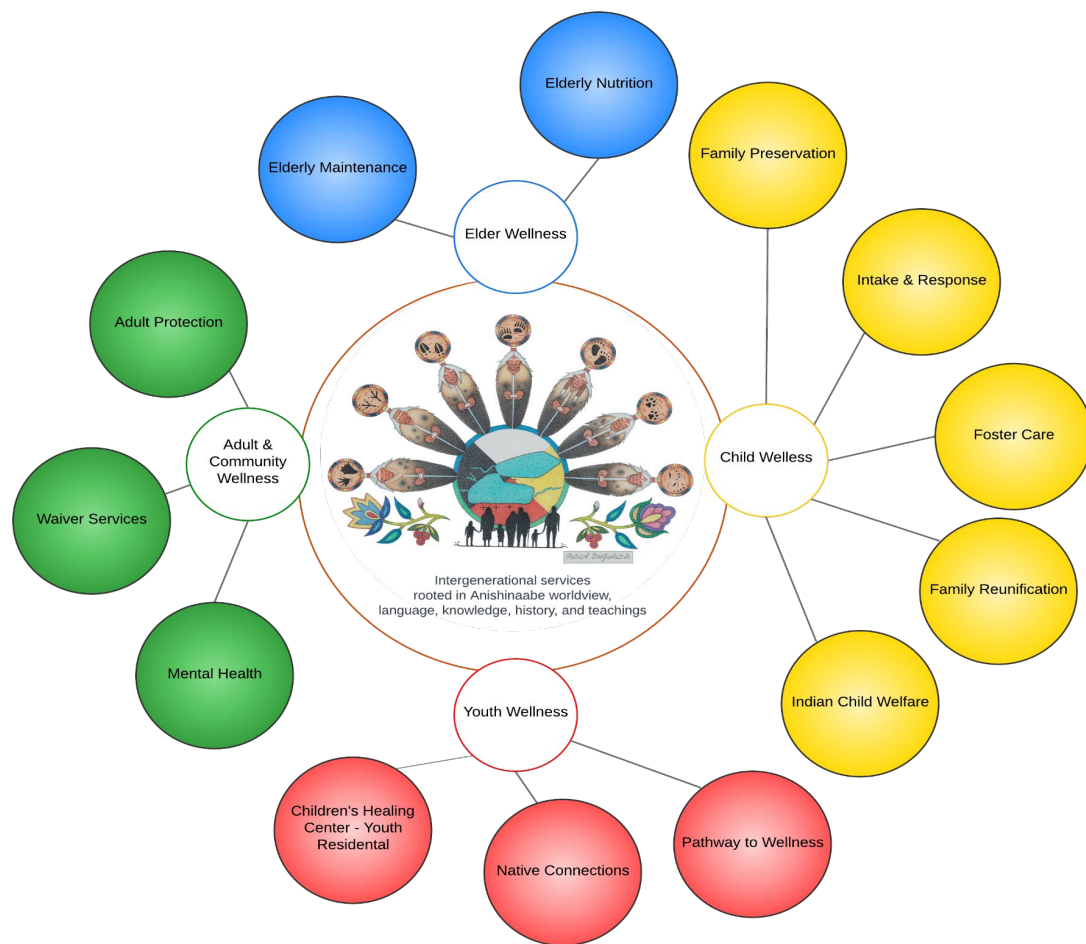 Elderly Nutrition
Elderly Maintenance
Family Preservation
Elder Wellness
Intake & Response
Adult Protection
Foster Care
Adult &
Community
Wellness
Child Welless
Waiver Services
Intergenerational services
rooted in Anishinaabe worldview,
language, knowledge, history, and teachings
Family Reunification
Mental Health
Indian Child Welfare
Youth Wellness
Children's Healing
Center - Youth
Residental
Native Connections
Pathway to Wellness